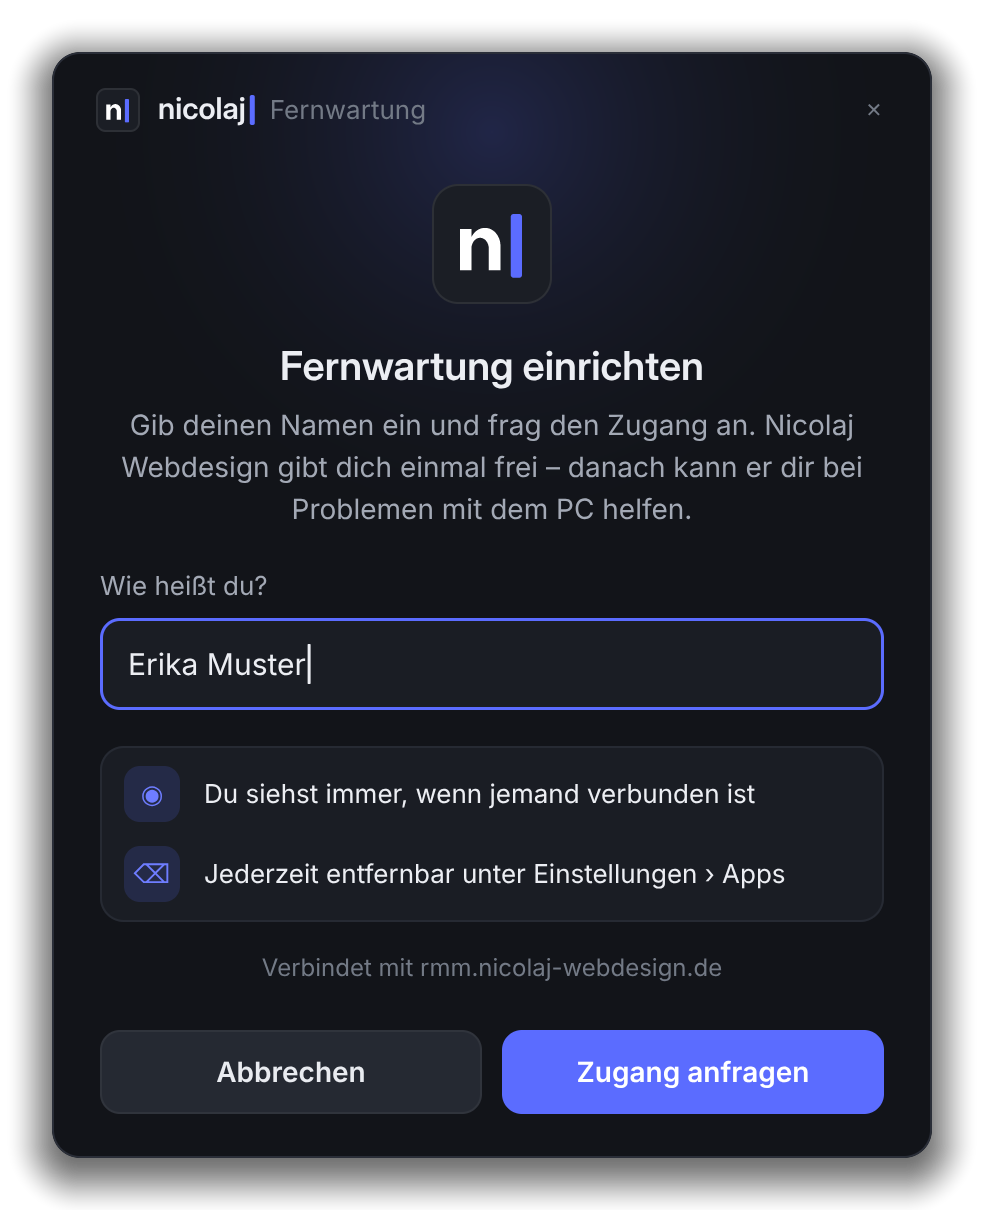 n
nicolaj Fernwartung ×
n
Fernwartung einrichten
Gib deinen Namen ein und frag den Zugang an. Nicolaj
Webdesign gibt dich einmal frei – danach kann er dir bei
Problemen mit dem PC helfen.
Wie heißt du?
Erika Muster
Du siehst immer, wenn jemand verbunden ist
Jederzeit entfernbar unter Einstellungen › Apps
Verbindet mit rmm.nicolaj-webdesign.de
Abbrechen
Zugang anfragen